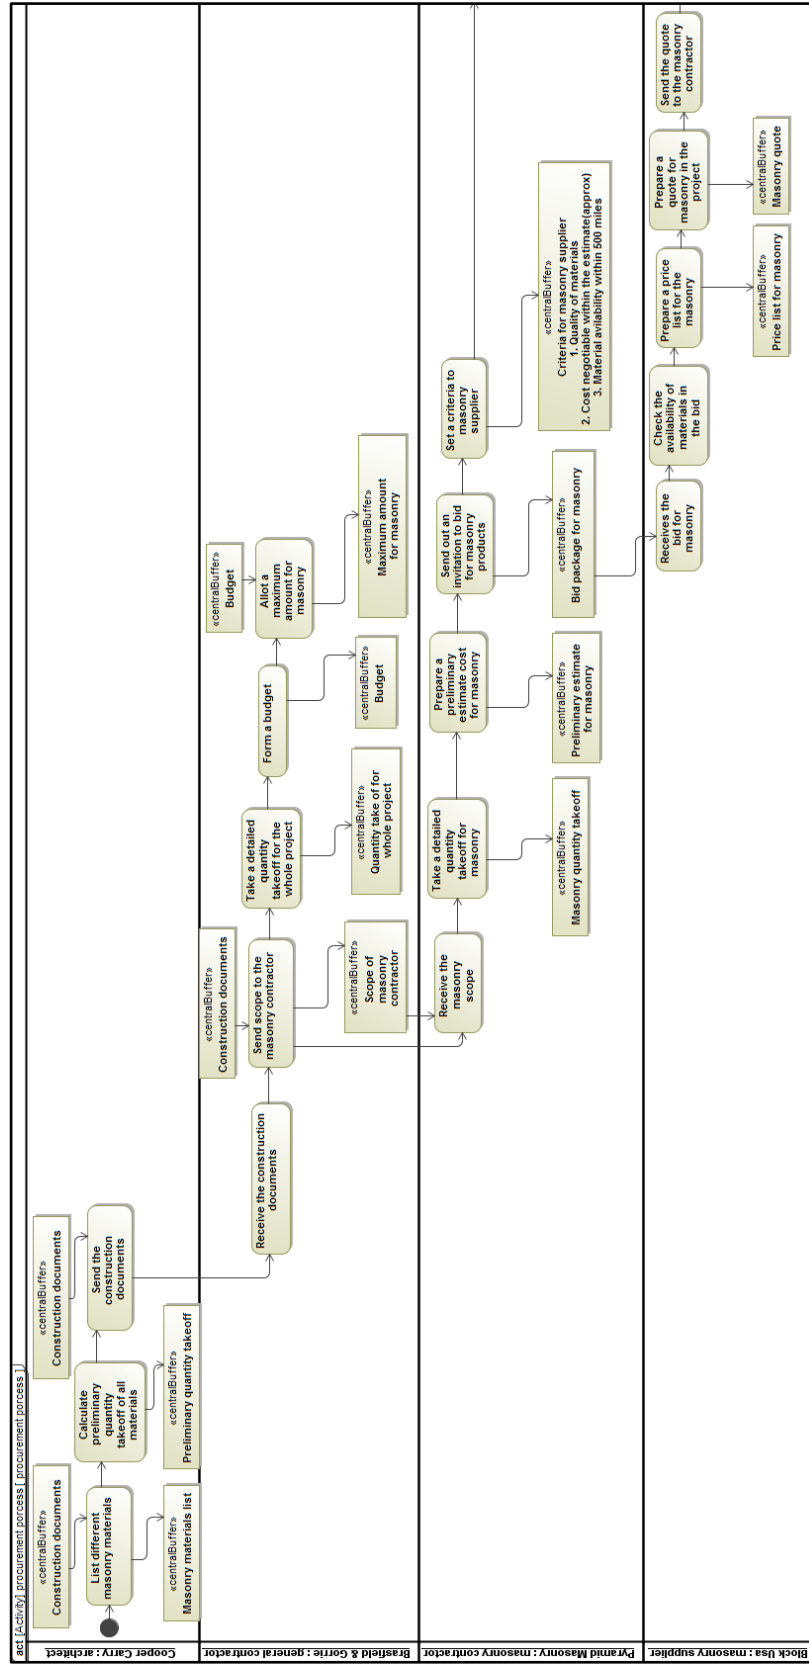 act [Activity] procurement porcess [ procurement porcess ]
Cooper Carry : architect
«centralBuffer»
Construction documents
List different
masonry materials
«centralBuffer»
Masonry materials list
Calculate
preliminary
quantity
takeoff of all
materials
«centralBuffer»
Preliminary quantity takeoff
«centralBuffer»
Construction documents
Send the
construction
documents
Brasfield & Gorrie : general contractor
Receive the construction
documents
«centralBuffer»
Construction documents
Send scope to the
masonry contractor
«centralBuffer»
Scope of
masonry
contractor
Take a detailed
quantity
takeoff for the
whole project
«centralBuffer»
Quantity take of for
whole project
Form a budget
«centralBuffer»
Budget
«centralBuffer»
Budget
Allot a
maximum
amount for
masonry
«centralBuffer»
Maximum amount
for masonry
Pyramid Masonry : masonry contractor
Receive the
masonry
scope
Take a detailed
quantity
takeoff for
masonry
«centralBuffer»
Masonry quantity takeoff
Prepare a
preliminary
estimate cost
for masonry
«centralBuffer»
Preliminary estimate
for masonry
Send out an
invitation to bid
for masonry
products
«centralBuffer»
Bid package for masonry
Set a criteria to
masonry
supplier
«centralBuffer»
Criteria for masonry supplier
1. Quality of materials
2. Cost negotiable within the estimate(approx)
3. Material avilability within 500 miles
Block Usa : masonry supplier
Receives the
bid for
masonry
Check the
availability of
materials in
the bid
Prepare a price
list for the
masonry
«centralBuffer»
Price list for masonry
Prepare a
quote for
masonry in the
project
«centralBuffer»
Masonry quote
Send the quote
to the masonry
contractor